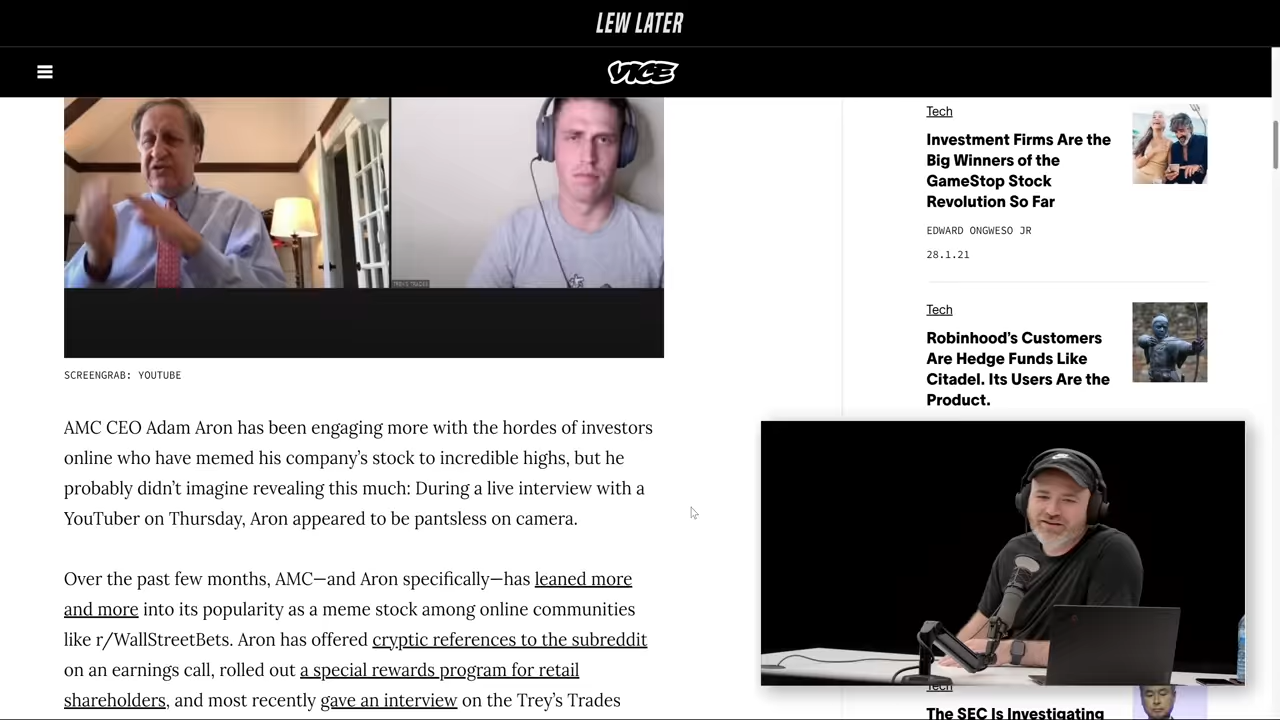 LEW LATER
VICE
TREY'S TRADES
SCREENGRAB: YOUTUBE
AMC CEO Adam Aron has been engaging more with the hordes of investors
online who have memed his company’s stock to incredible highs, but he
probably didn’t imagine revealing this much: During a live interview with a
YouTuber on Thursday, Aron appeared to be pantsless on camera.
Over the past few months, AMC—and Aron specifically—has leaned more
and more into its popularity as a meme stock among online communities
like r/WallStreetBets. Aron has offered cryptic references to the subreddit
on an earnings call, rolled out a special rewards program for retail
shareholders, and most recently gave an interview on the Trey’s Trades
Tech
Investment Firms Are the
Big Winners of the
GameStop Stock
Revolution So Far
EDWARD ONGWESO JR
28.1.21
Tech
Robinhood’s Customers
Are Hedge Funds Like
Citadel. Its Users Are the
Product.
Tech
The SEC Is Investigating